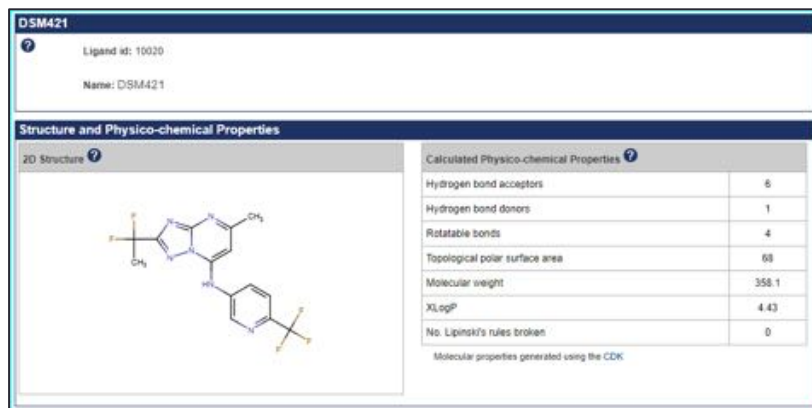 DSM421
?
Ligand id: 10020
Name: DSM421
Structure and Physico-chemical Properties
2D Structure ?
F
F
CH₃
N
N
N
N
N
CH₃
HN
N
F
F
F
Calculated Physico-chemical Properties ?
Hydrogen bond acceptors 6
Hydrogen bond donors 1
Rotatable bonds 4
Topological polar surface area 68
Molecular weight 358.1
XLogP 4.43
No. Lipinski's rules broken 0
Molecular properties generated using the CDK